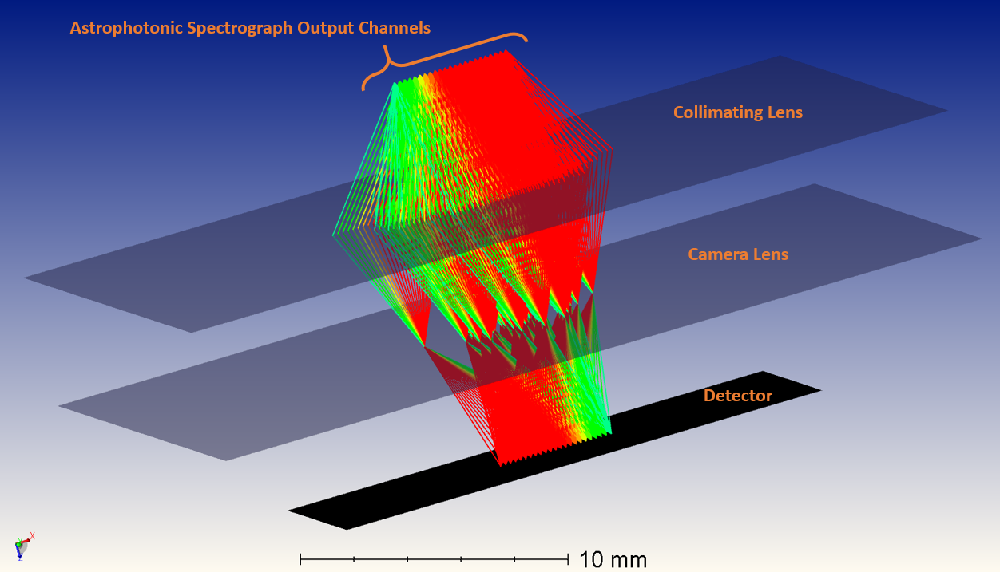 Astrophotonic Spectrograph Output Channels
Collimating Lens
Camera Lens
Detector
X
Y
Z
10 mm